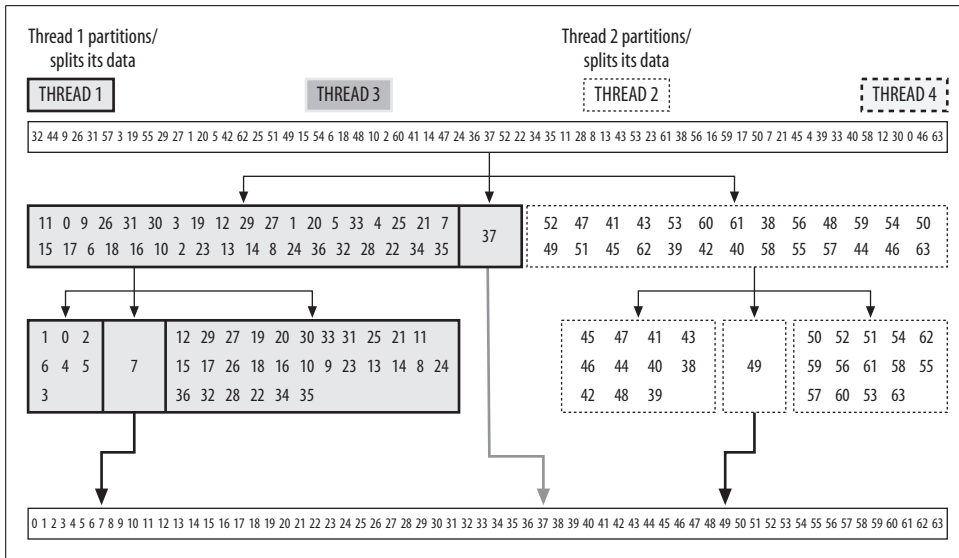 Thread 1 partitions/
splits its data
Thread 2 partitions/
splits its data
THREAD 1
THREAD 3
THREAD 2
THREAD 4
32 44 9 26 31 57 3 19 55 29 27 1 20 5 42 62 25 51 49 15 54 6 18 48 10 2 60 41 14 47 24 36 37 52 22 34 35 11 28 8 13 43 53 23 61 38 56 16 59 17 50 7 21 45 4 39 33 40 58 12 30 0 46 63
11 0 9 26 31 30 3 19 12 29 27 1 20 5 33 4 25 21 7
15 17 6 18 16 10 2 23 13 14 8 24 36 32 28 22 34 35
37
52 47 41 43 53 60 61 38 56 48 59 54 50
49 51 45 62 39 42 40 58 55 57 44 46 63
1 0 2
6 4 5
3
7
12 29 27 19 20 30 33 31 25 21 11
15 17 26 18 16 10 9 23 13 14 8 24
36 32 28 22 34 35
45 47 41 43
46 44 40 38
42 48 39
49
50 52 51 54 62
59 56 61 58 55
57 60 53 63
0 1 2 3 4 5 6 7 8 9 10 11 12 13 14 15 16 17 18 19 20 21 22 23 24 25 26 27 28 29 30 31 32 33 34 35 36 37 38 39 40 41 42 43 44 45 46 47 48 49 50 51 52 53 54 55 56 57 58 59 60 61 62 63